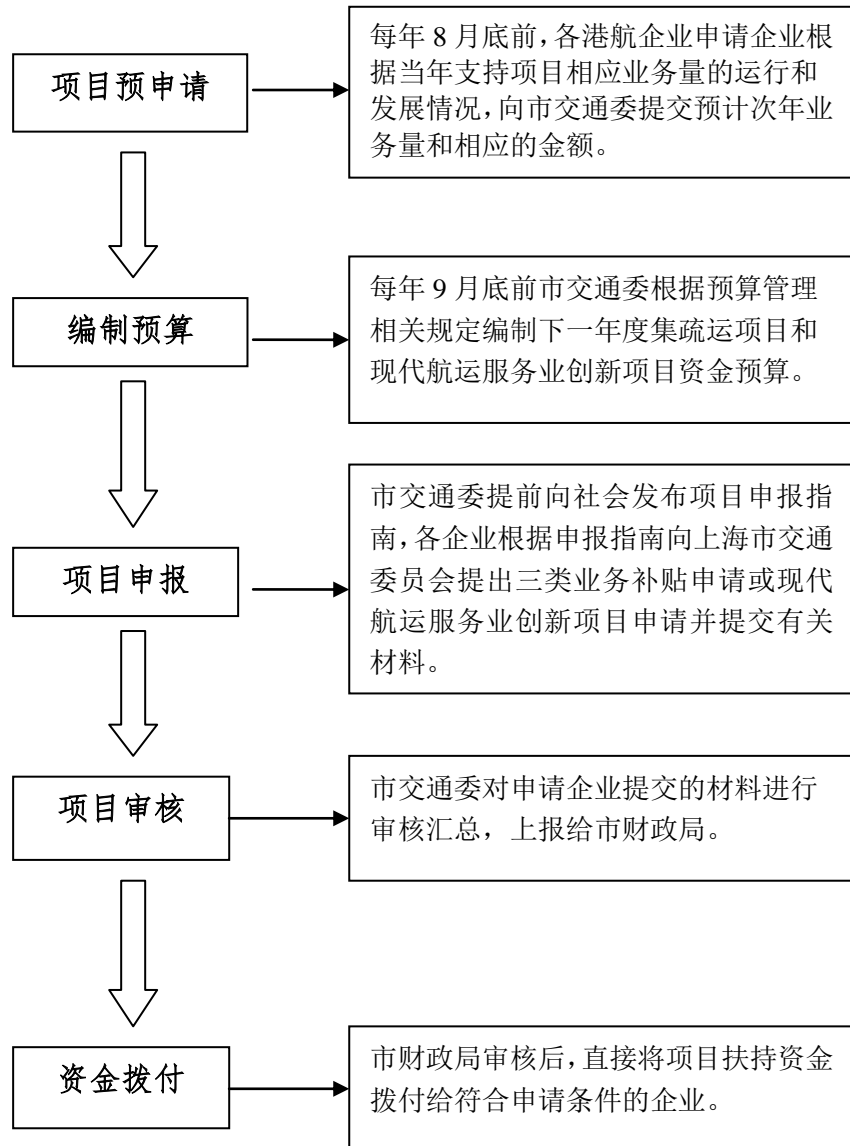 项目预申请
每年 8 月底前,各港航企业申请企业根
据当年支持项目相应业务量的运行和
发展情况,向市交通委提交预计次年业
务量和相应的金额。
编制预算
每年 9 月底前市交通委根据预算管理
相关规定编制下一年度集疏运项目和
现代航运服务业创新项目资金预算。
项目申报
市交通委提前向社会发布项目申报指
南,各企业根据申报指南向上海市交通
委员会提出三类业务补贴申请或现代
航运服务业创新项目申请并提交有关
材料。
项目审核
市交通委对申请企业提交的材料进行
审核汇总，上报给市财政局。
资金拨付
市财政局审核后,直接将项目扶持资金
拨付给符合申请条件的企业。